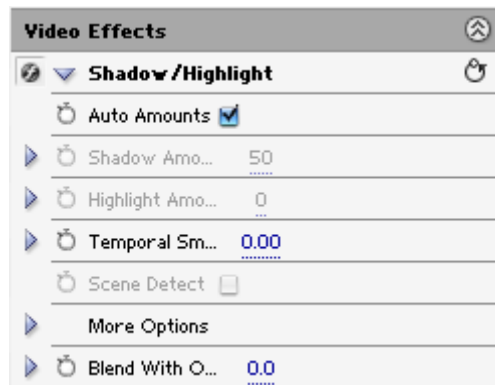 Video Effects
Shadow/Highlight
Auto Amounts
Shadow Amo... 50
Highlight Amo... 0
Temporal Sm... 0.00
Scene Detect
More Options
Blend With O... 0.0